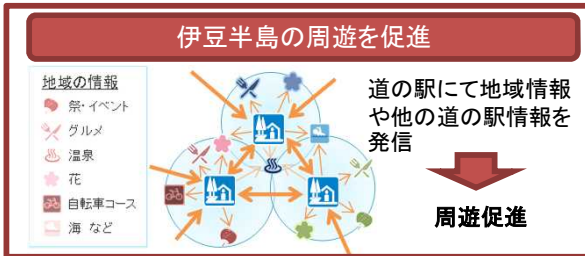 伊豆半島の周遊を促進
地域の情報
祭・イベント
グルメ
温泉
花
自転車コース
海 など
道の駅にて地域情報
や他の道の駅情報を
発信
周遊促進